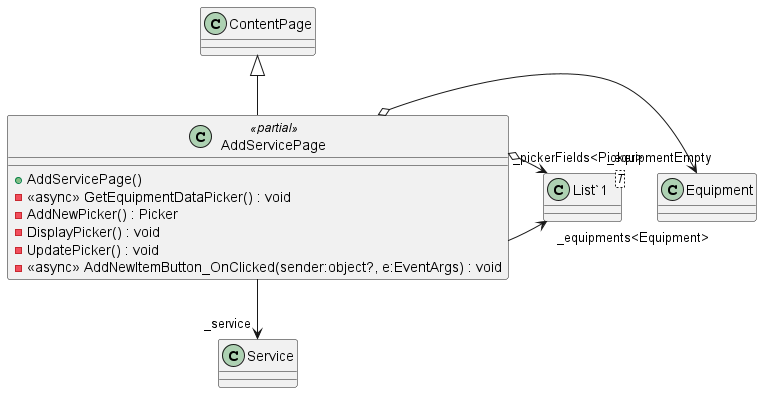 C ContentPage
«partial»
C AddServicePage
AddServicePage()
«async» GetEquipmentDataPicker() : void
AddNewPicker() : Picker
DisplayPicker() : void
UpdatePicker() : void
«async» AddNewItemButton_OnClicked(sender:object?, e:EventArgs) : void
_pickerFields<Picker>
_equipmentEmpty
C List`1
T
C Equipment
_equipments<Equipment>
_service
C Service